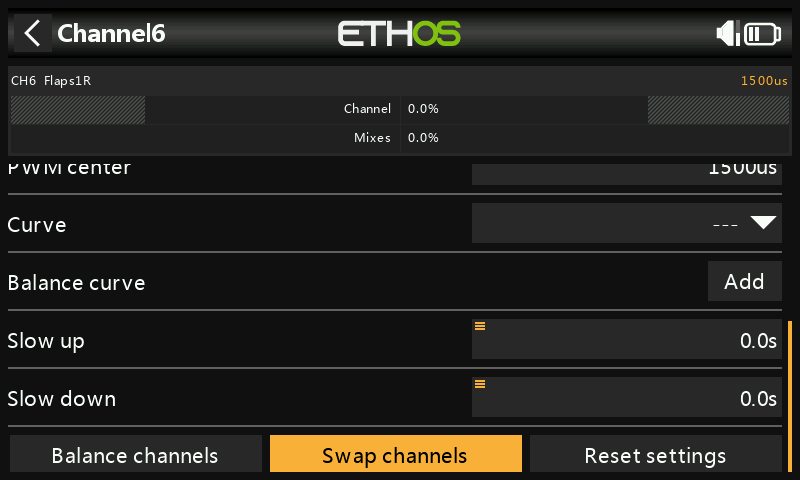 Channel6
ETHOS
CH6 Flaps1R 1500us
Channel 0.0%
Mixes 0.0%
PWM center 1500us
Curve ---
Balance curve Add
Slow up 0.0s
Slow down 0.0s
Balance channels Swap channels Reset settings